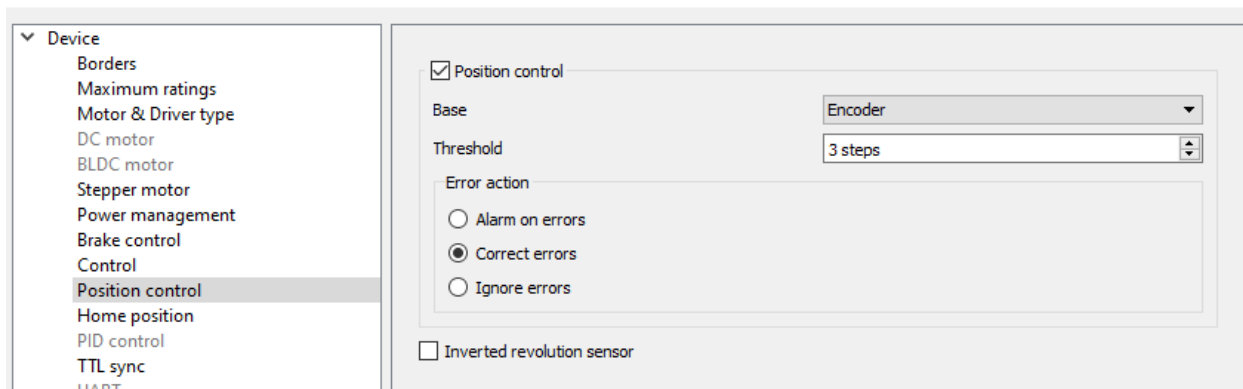 Device
Borders
Maximum ratings
Motor & Driver type
DC motor
BLDC motor
Stepper motor
Power management
Brake control
Control
Position control
Home position
PID control
TTL sync
UART
Position control
Base
Encoder
Threshold
3 steps
Error action
Alarm on errors
Correct errors
Ignore errors
Inverted revolution sensor